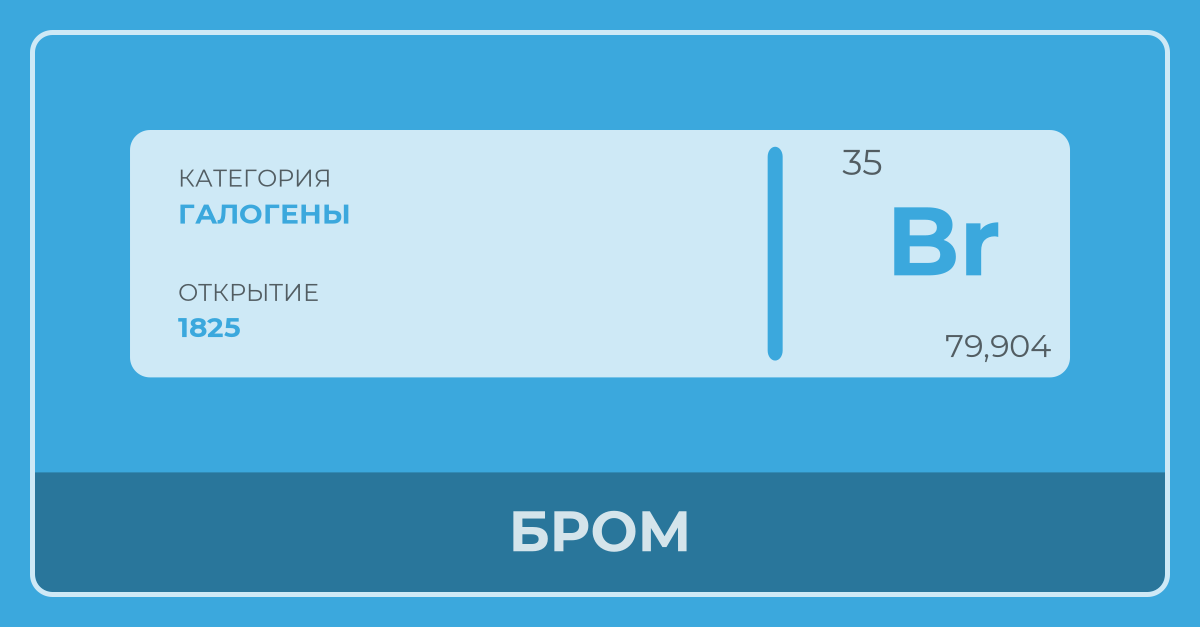 КАТЕГОРИЯ
ГАЛОГЕНЫ
ОТКРЫТИЕ
1825
35
Br
79,904
БРОМ